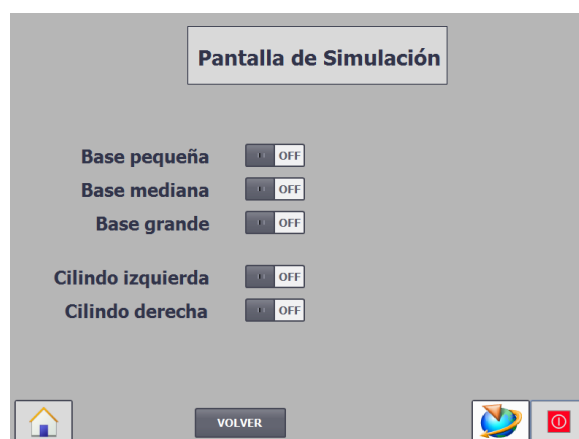 Pantalla de Simulación
Base pequeña OFF
Base mediana OFF
Base grande OFF
Cilindo izquierda OFF
Cilindo derecha OFF
VOLVER